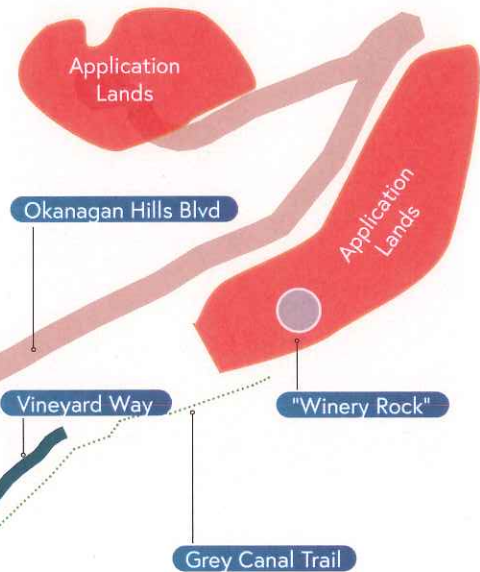 Application
Lands
Application
Lands
Okanagan Hills Blvd
Vineyard Way
"Winery Rock"
Grey Canal Trail